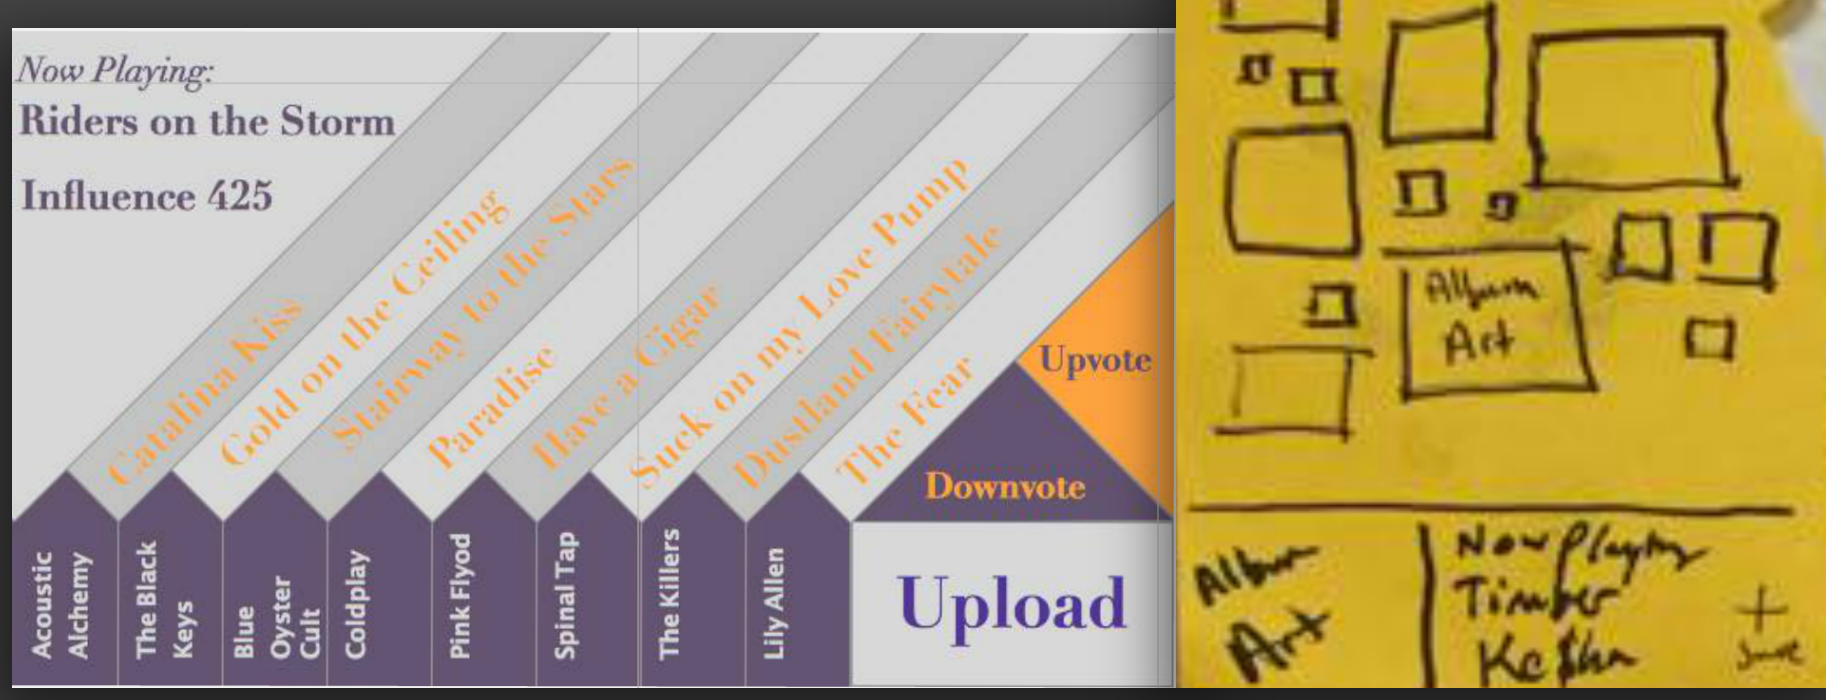 Now Playing:
Riders on the Storm
Influence 425
Catalina Kiss
Gold on the Ceiling
Stairway to the Stars
Paradise
Have a Cigar
Suck on my Love Pump
Dustland Fairytale
The Fear
Upvote
Downvote
Acoustic
Alchemy
The Black
Keys
Blue
Oyster
Cult
Coldplay
Pink Flyod
Spinal Tap
The Killers
Lily Allen
Upload
Album
Art
Album
Art
Now Playing
Timber
Ke$ha
+